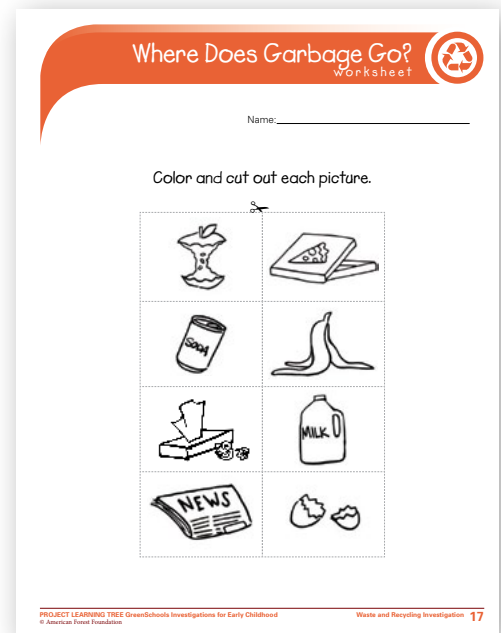 Where Does Garbage Go?
worksheet
Name:
Color and cut out each picture.
SODA
MILK
NEWS
PROJECT LEARNING TREE GreenSchools Investigations for Early Childhood
© American Forest Foundation
Waste and Recycling Investigation 17